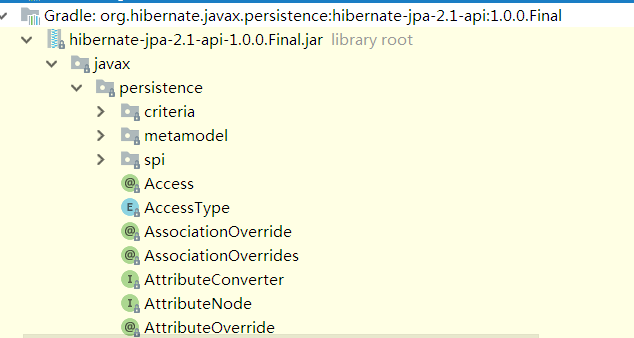 Gradle: org.hibernate.javax.persistence:hibernate-jpa-2.1-api:1.0.0.Final
hibernate-jpa-2.1-api-1.0.0.Final.jar library root
javax
persistence
criteria
metamodel
spi
@ Access
E AccessType
@ AssociationOverride
@ AssociationOverrides
I AttributeConverter
I AttributeNode
@ AttributeOverride